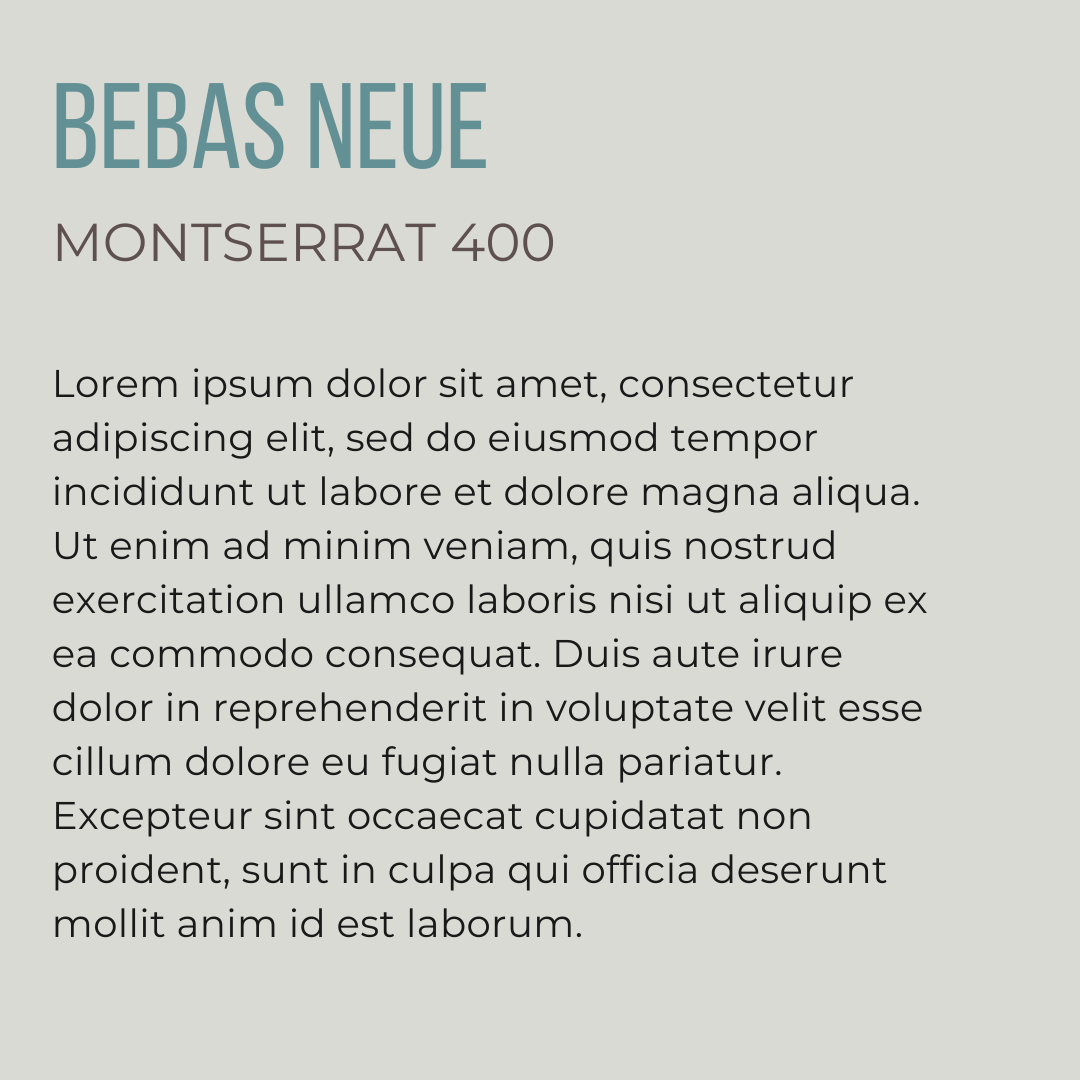 BEBAS NEUE
MONTSERRAT 400
Lorem ipsum dolor sit amet, consectetur
adipiscing elit, sed do eiusmod tempor
incididunt ut labore et dolore magna aliqua.
Ut enim ad minim veniam, quis nostrud
exercitation ullamco laboris nisi ut aliquip ex
ea commodo consequat. Duis aute irure
dolor in reprehenderit in voluptate velit esse
cillum dolore eu fugiat nulla pariatur.
Excepteur sint occaecat cupidatat non
proident, sunt in culpa qui officia deserunt
mollit anim id est laborum.